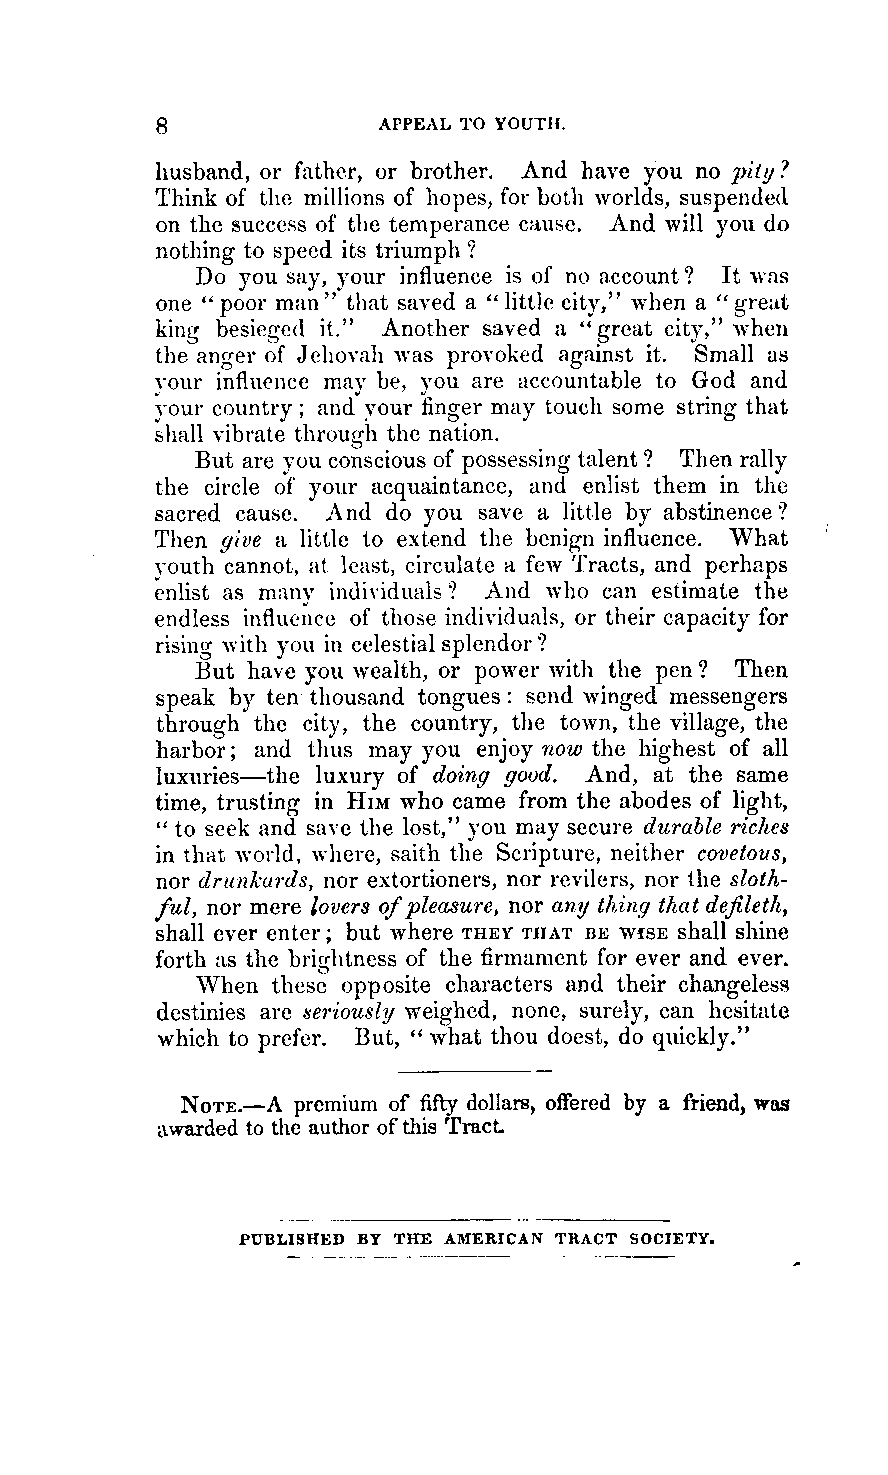 8 APPEAL TO YOUTH.
husband, or father, or brother. And have you no pity?
Think of the millions of hopes, for both worlds, suspended
on the success of the temperance cause. And will you do
nothing to speed its triumph?
Do you say, your influence is of no account? It was
one "poor man" that saved a "little city," when a "great
king besieged it." Another saved a "great city," when
the anger of Jehovah was provoked against it. Small as
your influence may be, you are accountable to God and
your country; and your finger may touch some string that
shall vibrate through the nation.
But are you conscious of possessing talent? Then rally
the circle of your acquaintance, and enlist them in the
sacred cause. And do you save a little by abstinence?
Then give a little to extend the benign influence. What
youth cannot, at least, circulate a few Tracts, and perhaps
enlist as many individuals? And who can estimate the
endless influence of those individuals, or their capacity for
rising with you in celestial splendor?
But have you wealth, or power with the pen? Then
speak by ten thousand tongues: send winged messengers
through the city, the country, the town, the village, the
harbor; and thus may you enjoy now the highest of all
luxuries—the luxury of doing good. And, at the same
time, trusting in HIM who came from the abodes of light,
"to seek and save the lost," you may secure durable riches
in that world, where, saith the Scripture, neither covetous,
nor drunkards, nor extortioners, nor revilers, nor the sloth-
ful, nor mere lovers of pleasure, nor any thing that defileth,
shall ever enter; but where THEY THAT BE WISE shall shine
forth as the brightness of the firmament for ever and ever.
When these opposite characters and their changeless
destinies are seriously weighed, none, surely, can hesitate
which to prefer. But, "what thou doest, do quickly."
NOTE.—A premium of fifty dollars, offered by a friend, was
awarded to the author of this Tract.
PUBLISHED BY THE AMERICAN TRACT SOCIETY.